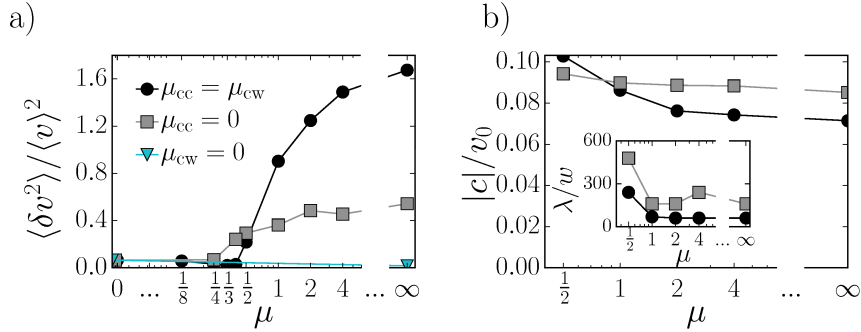 a)
⟨δv²⟩/⟨v⟩²
1.6
1.2
0.8
0.4
0.0
μcc = μcw
μcc = 0
μcw = 0
0 ... 1/8 1/4 1/3 1/2 1 2 4 ... ∞
μ
b)
|c|/v₀
0.10
0.08
0.06
0.04
0.02
0.00
λ/w
600
300
0
1/2 1 2 4 ... ∞
μ
1/2 1 2 4 ... ∞
μ